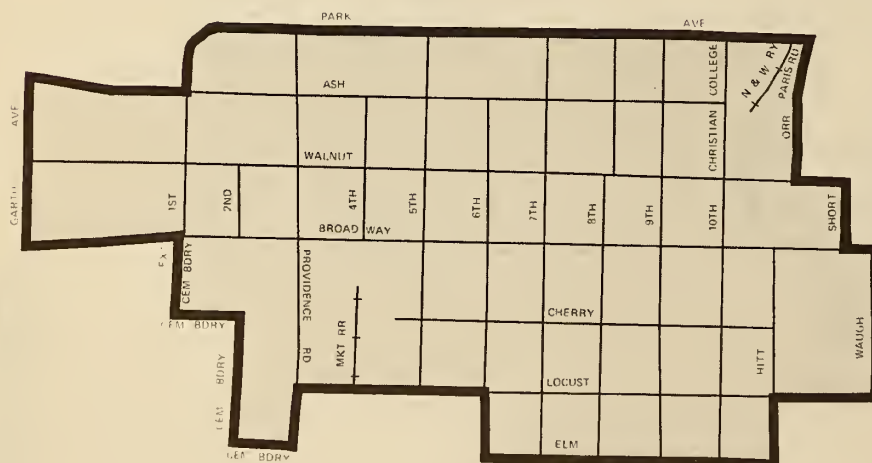 PARK
AVE
ASH
CHRISTIAN COLLEGE
N & W RY
PARIS RD
ORR
GARTH AVE
WALNUT
1ST
2ND
4TH
5TH
6TH
7TH
8TH
9TH
10TH
SHORT
BROADWAY
EX.
CEM BDRY
CEM BDRY
CEM BDRY
CEM BDRY
PROVIDENCE RD
MKT RR
CHERRY
LOCUST
HITT
WAUGH
ELM